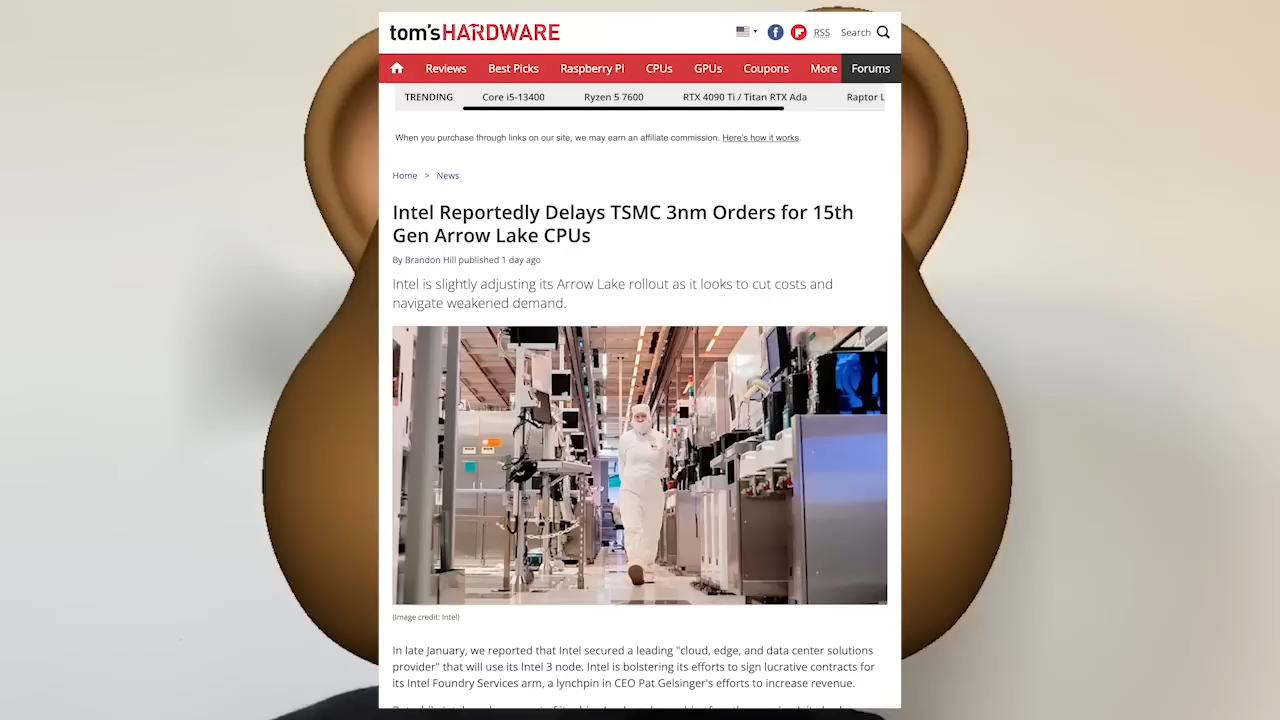 tom'sHARDWARE
RSS Search
Reviews Best Picks Raspberry Pi CPUs GPUs Coupons More Forums
TRENDING Core i5-13400 Ryzen 5 7600 RTX 4090 Ti / Titan RTX Ada Raptor L
When you purchase through links on our site, we may earn an affiliate commission. Here's how it works.
Home > News
Intel Reportedly Delays TSMC 3nm Orders for 15th
Gen Arrow Lake CPUs
By Brandon Hill published 1 day ago
Intel is slightly adjusting its Arrow Lake rollout as it looks to cut costs and
navigate weakened demand.
(Image credit: Intel)
In late January, we reported that Intel secured a leading "cloud, edge, and data center solutions
provider" that will use its Intel 3 node. Intel is bolstering its efforts to sign lucrative contracts for
its Intel Foundry Services arm, a lynchpin in CEO Pat Gelsinger's efforts to increase revenue.